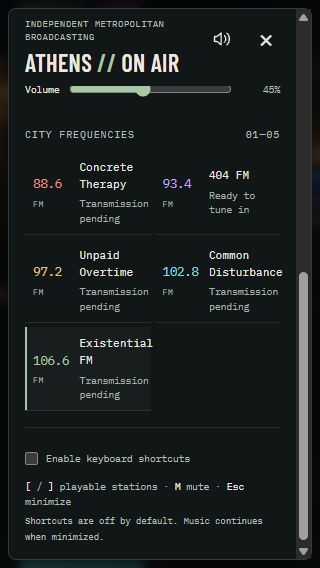 INDEPENDENT METROPOLITAN
BROADCASTING
ATHENS // ON AIR
Volume 45%
CITY FREQUENCIES 01—05
88.6 FM
Concrete
Therapy
Transmission
pending
93.4 FM
404 FM
Ready to
tune in
97.2 FM
Unpaid
Overtime
Transmission
pending
102.8 FM
Common
Disturbance
Transmission
pending
106.6 FM
Existential
FM
Transmission
pending
Enable keyboard shortcuts
[ / ] playable stations · M mute · Esc
minimize
Shortcuts are off by default. Music continues
when minimized.